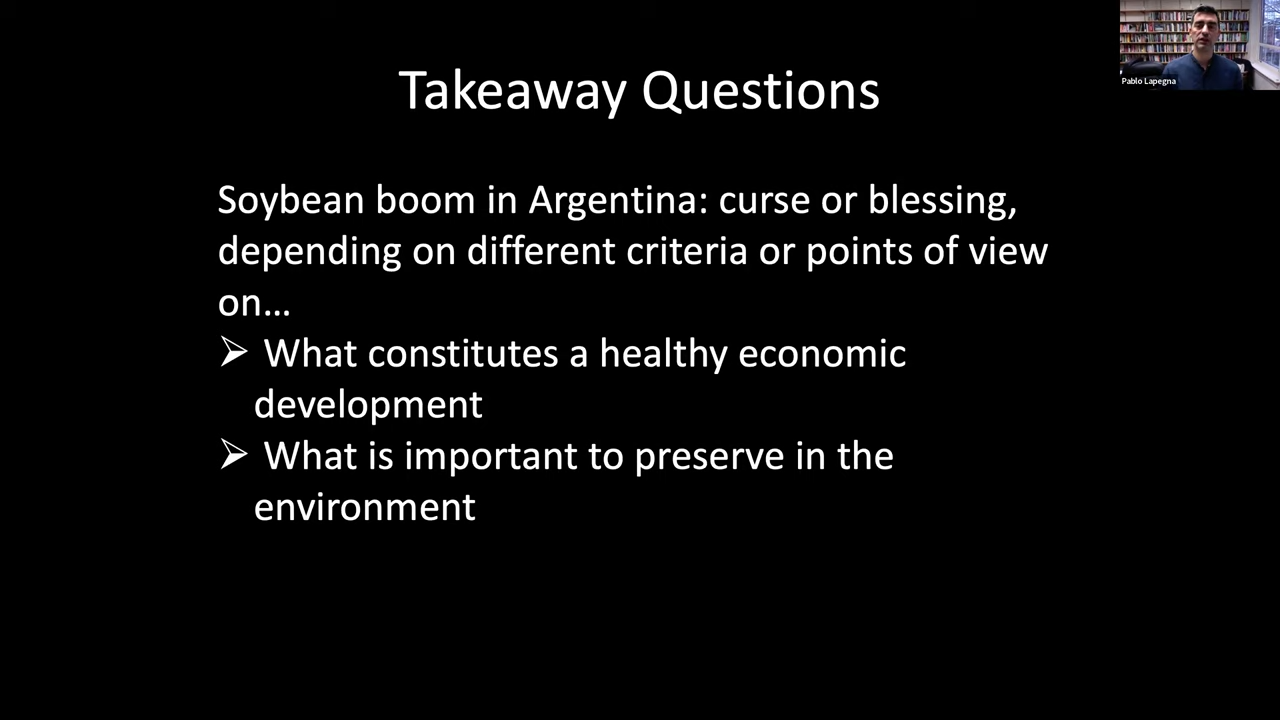 Pablo Lapegna
Takeaway Questions
Soybean boom in Argentina: curse or blessing,
depending on different criteria or points of view
on...
➢ What constitutes a healthy economic
development
➢ What is important to preserve in the
environment